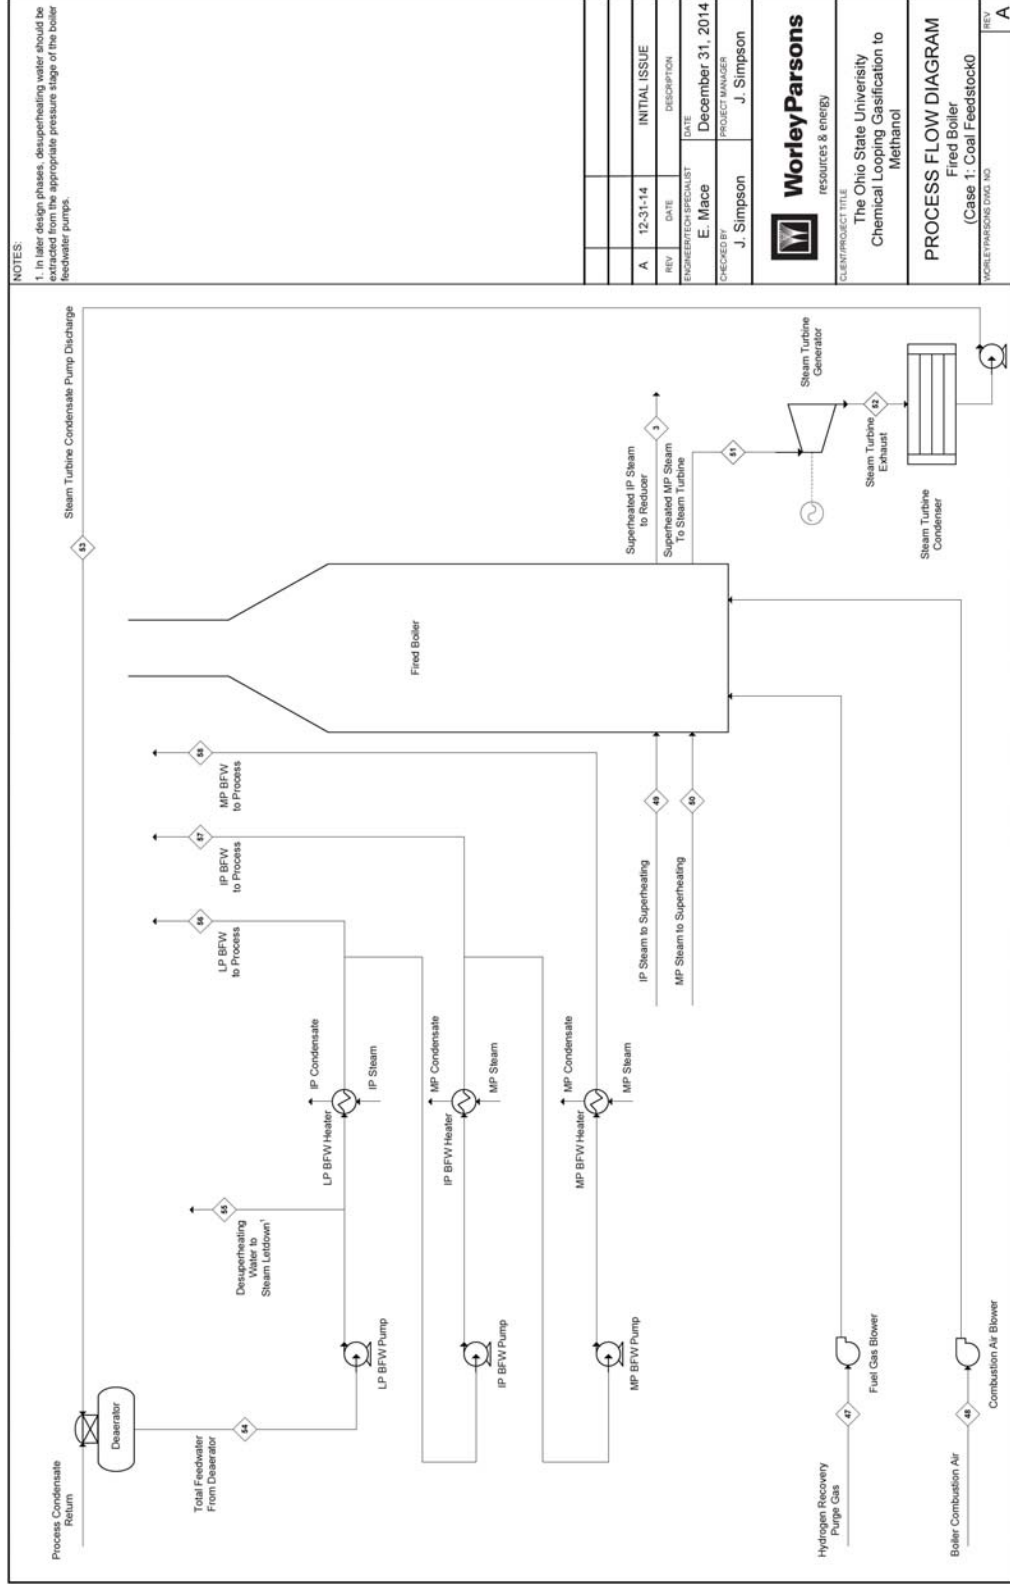 NOTES:
1. In later design phases, desuperheating water should be
extracted from the appropriate pressure stage of the boiler
feedwater pumps.
Process Condensate
Return
Deaerator
53
Steam Turbine Condensate Pump Discharge
Total Feedwater
From Deaerator
54
Desuperheating
Water to
Steam Letdown¹
55
LP BFW Pump
LP BFW Heater
IP Condensate
IP Steam
LP BFW
to Process
56
IP BFW Pump
IP BFW Heater
MP Condensate
MP Steam
IP BFW
to Process
57
MP BFW Pump
MP BFW Heater
MP Condensate
MP Steam
MP BFW
to Process
58
Fired Boiler
IP Steam to Superheating
49
MP Steam to Superheating
50
Superheated IP Steam
to Reducer
3
Superheated MP Steam
To Steam Turbine
51
Steam Turbine
Generator
Steam Turbine
Exhaust
52
Steam Turbine
Condenser
Hydrogen Recovery
Purge Gas
47
Fuel Gas Blower
Boiler Combustion Air
48
Combustion Air Blower
A
12-31-14
INITIAL ISSUE
REV
DATE
DESCRIPTION
ENGINEER/TECH SPECIALIST
E. Mace
DATE
December 31, 2014
CHECKED BY
J. Simpson
PROJECT MANAGER
J. Simpson
WorleyParsons
resources & energy
CLIENT/PROJECT TITLE
The Ohio State Univerisity
Chemical Looping Gasification to
Methanol
PROCESS FLOW DIAGRAM
Fired Boiler
(Case 1: Coal Feedstock0
WORLEYPARSONS DWG. NO.
REV
A